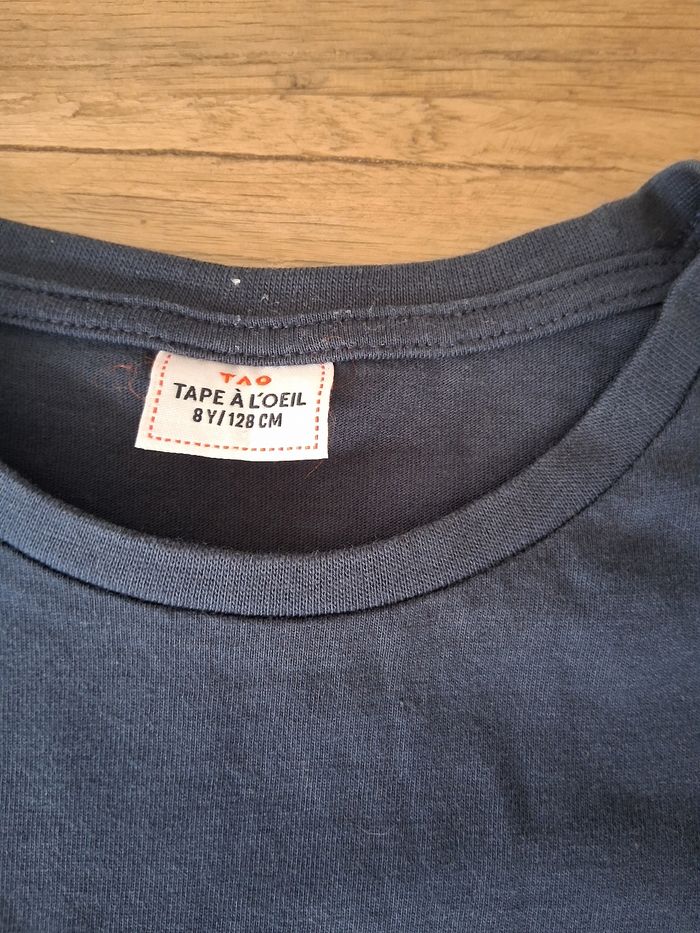 TAO
TAPE À L'OEIL
8 Y/128 CM